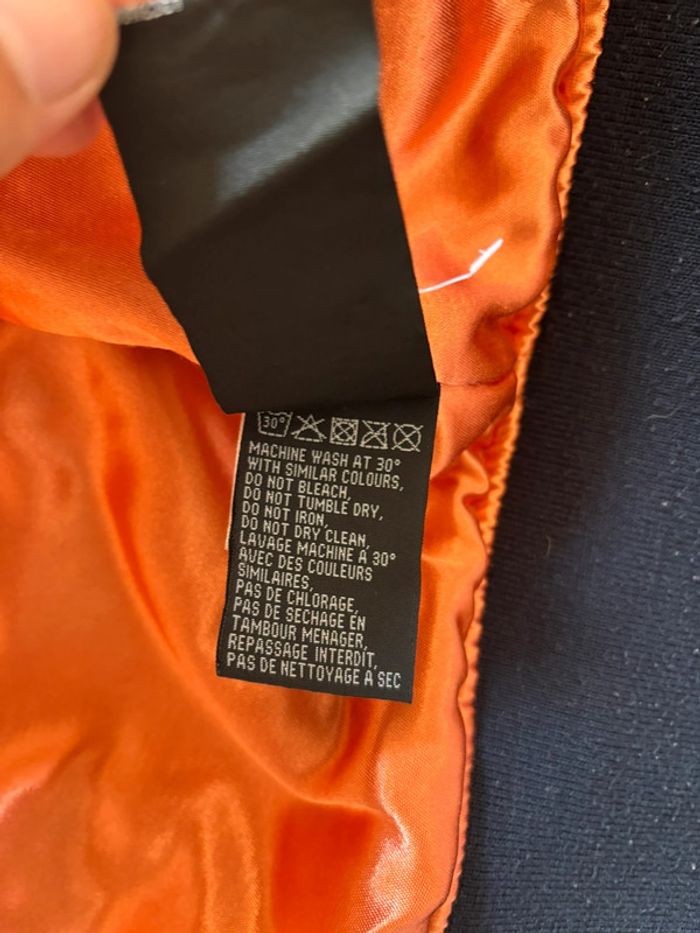 30°
MACHINE WASH AT 30°
WITH SIMILAR COLOURS,
DO NOT BLEACH,
DO NOT TUMBLE DRY,
DO NOT IRON,
DO NOT DRY CLEAN,
LAVAGE MACHINE À 30°
AVEC DES COULEURS
SIMILAIRES,
PAS DE CHLORAGE,
PAS DE SECHAGE EN
TAMBOUR MENAGER,
REPASSAGE INTERDIT,
PAS DE NETTOYAGE À SEC